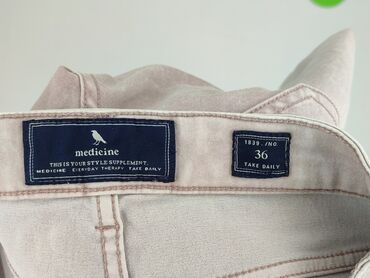 medicine
THIS IS YOUR STYLE SUPPLEMENT.
MEDICINE EVERYDAY THERAPY TAKE DAILY
1839./NO.
36
TAKE DAILY